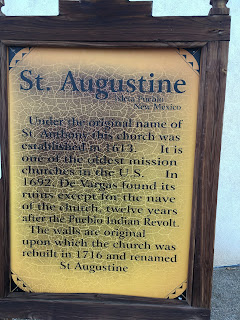 St. Augustine
Isleta Pueblo
New Mexico
Under the original name of
St. Anthony this church was
established in 1613. It is
one of the oldest mission
churches in the U.S. In
1692, De Vargas found its
ruins except for the nave
of the church, twelve years
after the Pueblo Indian Revolt.
The walls are original
upon which the church was
rebuilt in 1716 and renamed
St Augustine